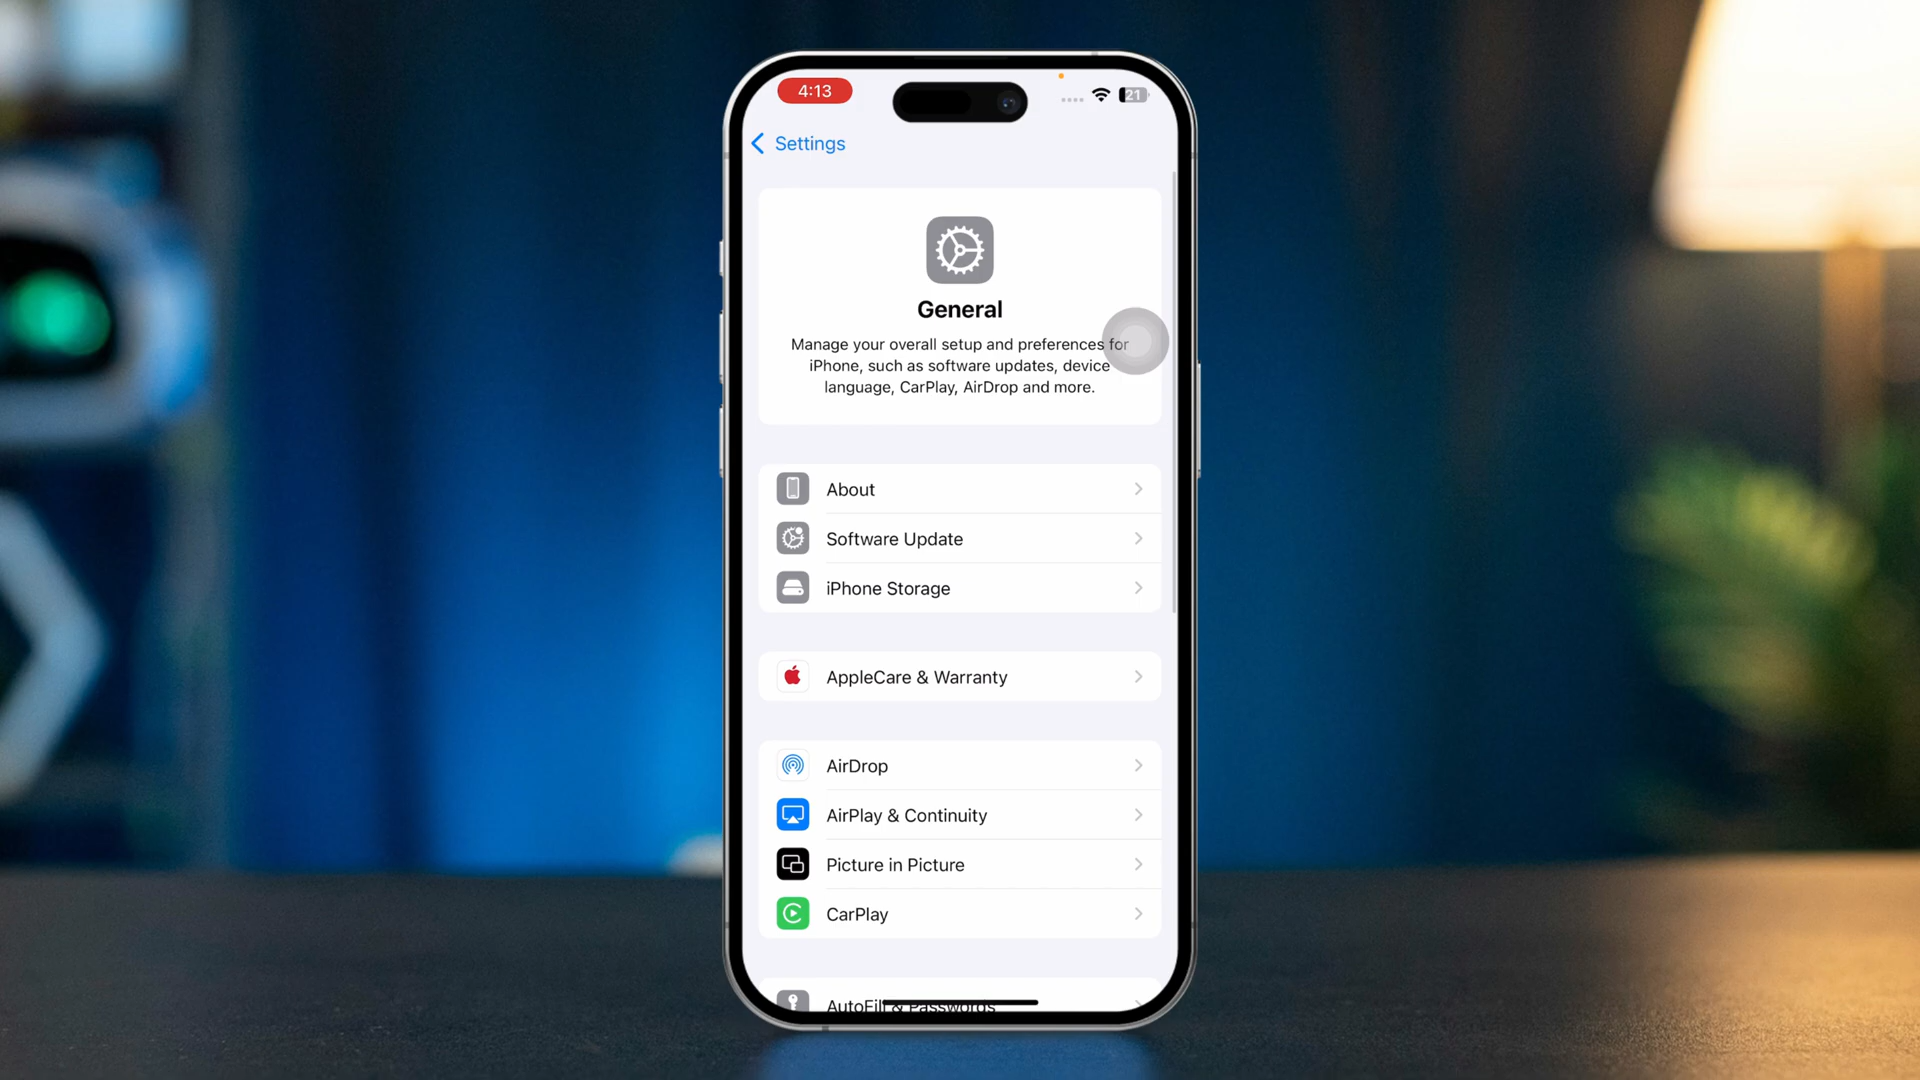 4:13
21
Settings
General
Manage your overall setup and preferences for
iPhone, such as software updates, device
language, CarPlay, AirDrop and more.
About
Software Update
iPhone Storage
AppleCare & Warranty
AirDrop
AirPlay & Continuity
Picture in Picture
CarPlay
AutoFill & Passwords